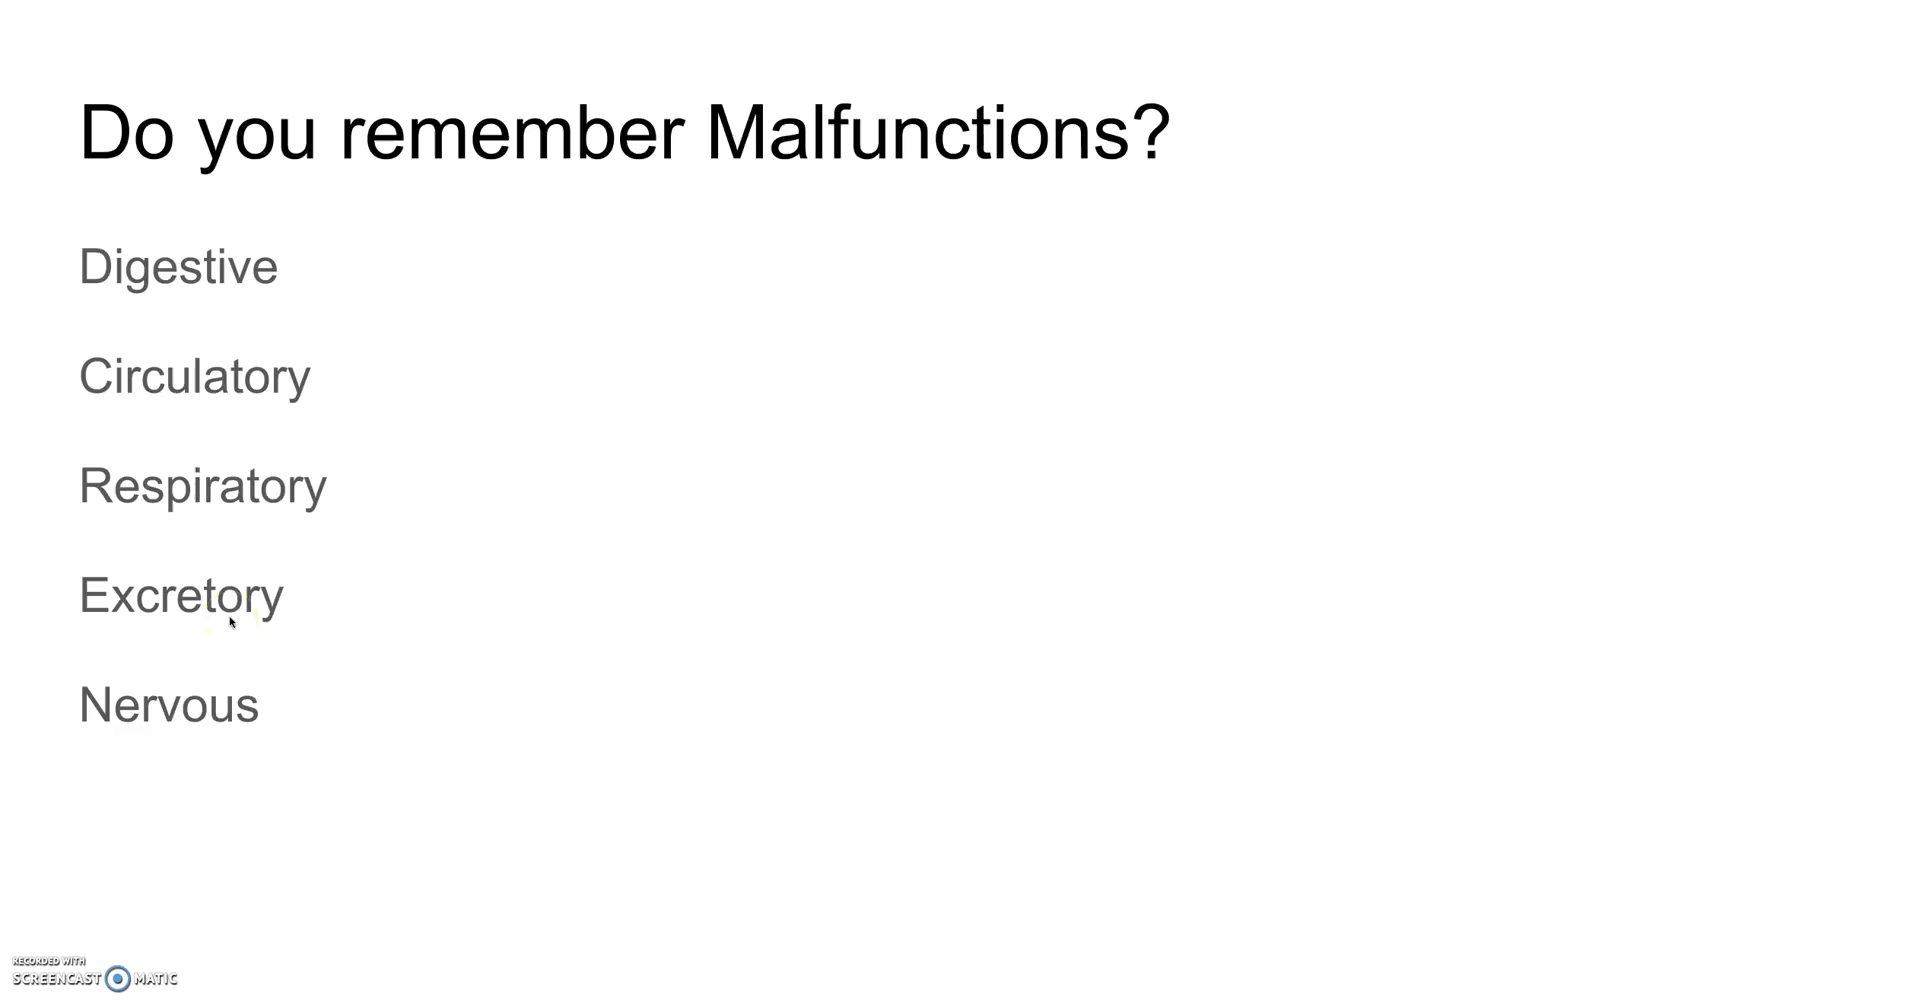 Do you remember Malfunctions?
Digestive
Circulatory
Respiratory
Excretory
Nervous
RECORDED WITH
SCREENCAST MATIC